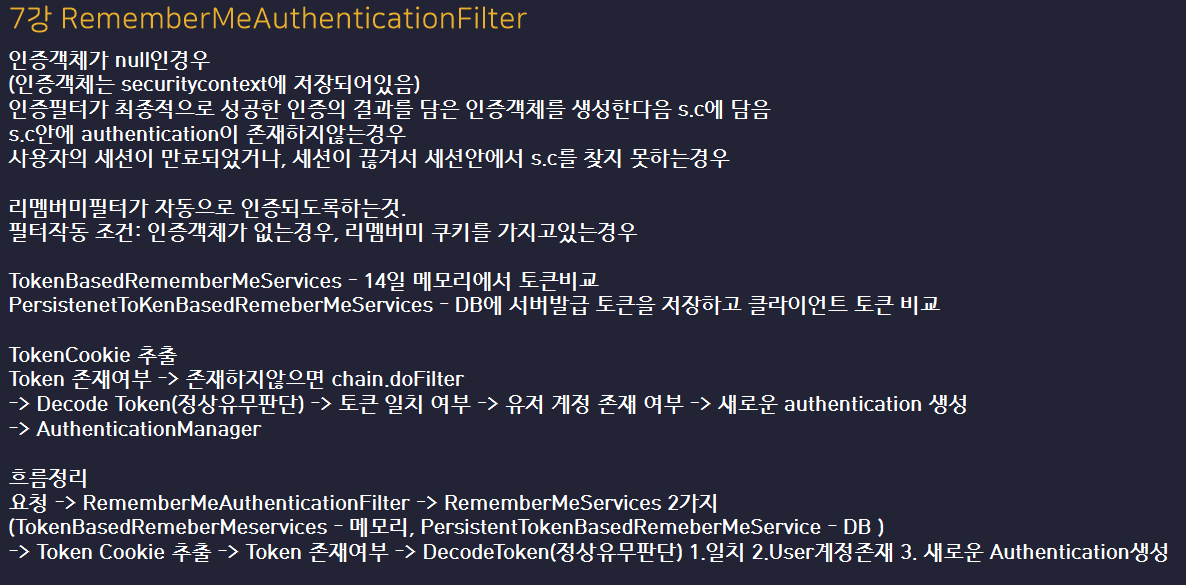 7강 RememberMeAuthenticationFilter
인증객체가 null인경우
(인증객체는 securitycontext에 저장되어있음)
인증필터가 최종적으로 성공한 인증의 결과를 담은 인증객체를 생성한다음 s.c에 담음
s.c안에 authentication이 존재하지않는경우
사용자의 세션이 만료되었거나, 세션이 끊겨서 세션안에서 s.c를 찾지 못하는경우
리멤버미필터가 자동으로 인증되도록하는것.
필터작동 조건: 인증객체가 없는경우, 리멤버미 쿠키를 가지고있는경우
TokenBasedRememberMeServices - 14일 메모리에서 토큰비교
PersistenetToKenBasedRemeberMeServices - DB에 서버발급 토큰을 저장하고 클라이언트 토큰 비교
TokenCookie 추출
Token 존재여부 -> 존재하지않으면 chain.doFilter
-> Decode Token(정상유무판단) -> 토큰 일치 여부 -> 유저 계정 존재 여부 -> 새로운 authentication 생성
-> AuthenticationManager
흐름정리
요청 -> RememberMeAuthenticationFilter -> RememberMeServices 2가지
(TokenBasedRemeberMeservices - 메모리, PersistentTokenBasedRemeberMeService - DB )
-> Token Cookie 추출 -> Token 존재여부 -> DecodeToken(정상유무판단) 1.일치 2.User계정존재 3. 새로운 Authentication생성